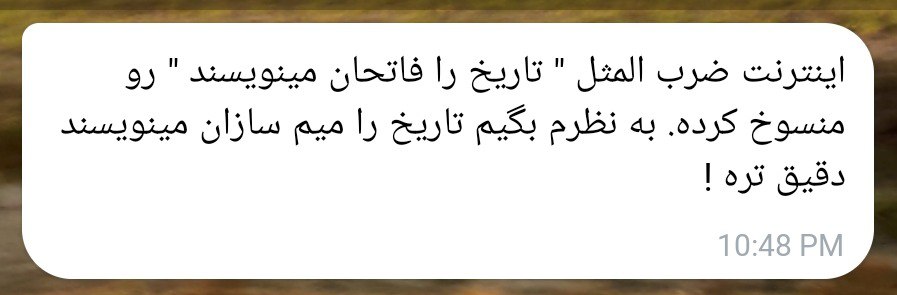 اینترنت ضرب المثل " تاریخ را فاتحان مینویسند " رو
منسوخ کرده. به نظرم بگیم تاریخ را میم سازان مینویسند
دقیق تره !
10:48 PM